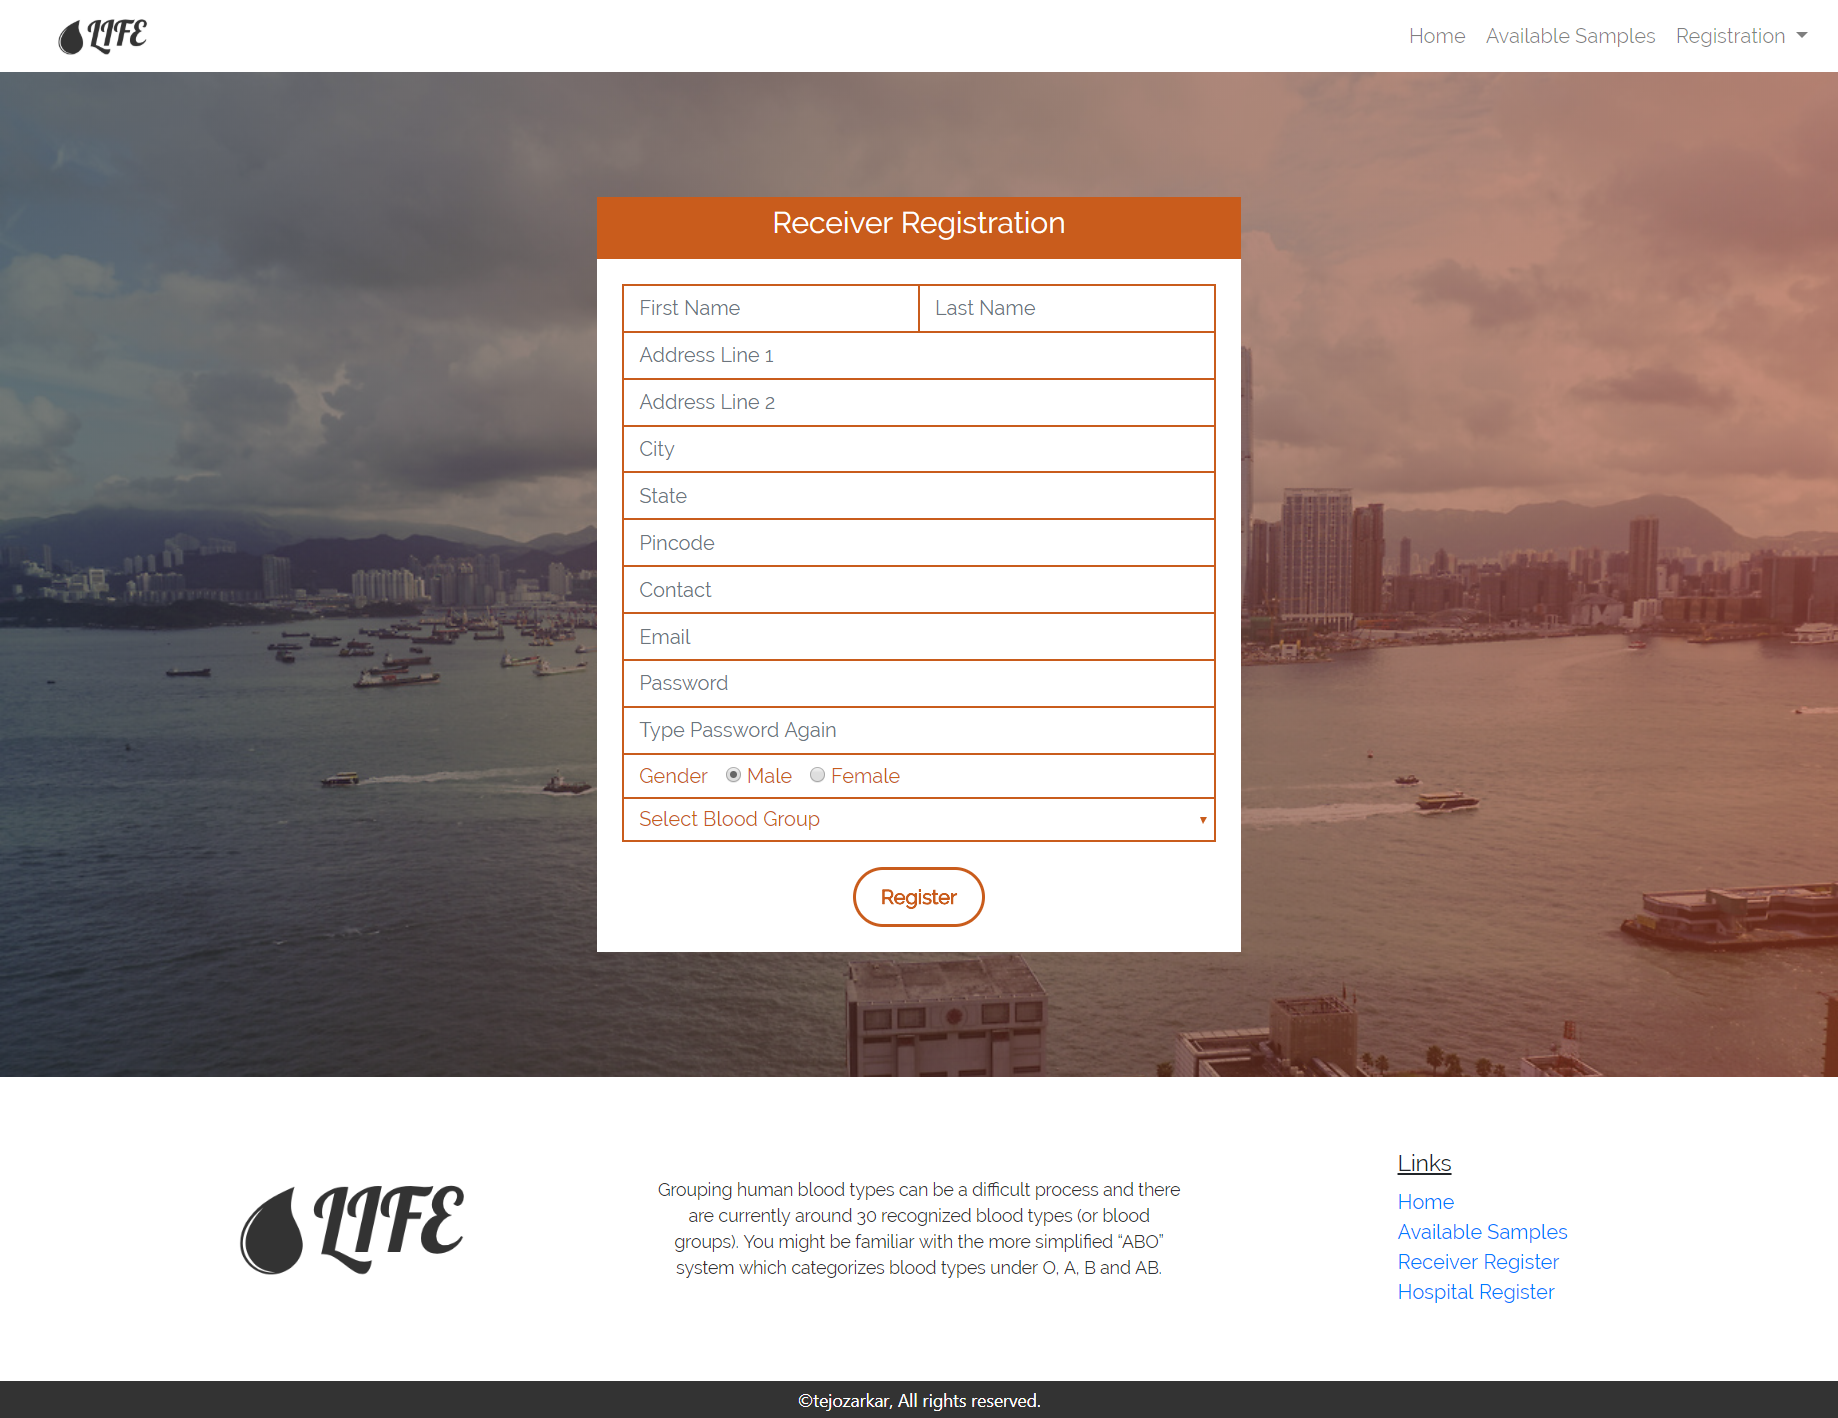 LIFE
Home Available Samples Registration
Receiver Registration
First Name Last Name
Address Line 1
Address Line 2
City
State
Pincode
Contact
Email
Password
Type Password Again
Gender Male Female
Select Blood Group
Register
LIFE
Grouping human blood types can be a difficult process and there
are currently around 30 recognized blood types (or blood
groups). You might be familiar with the more simplified “ABO”
system which categorizes blood types under O, A, B and AB.
Links
Home
Available Samples
Receiver Register
Hospital Register
©tejozarkar, All rights reserved.